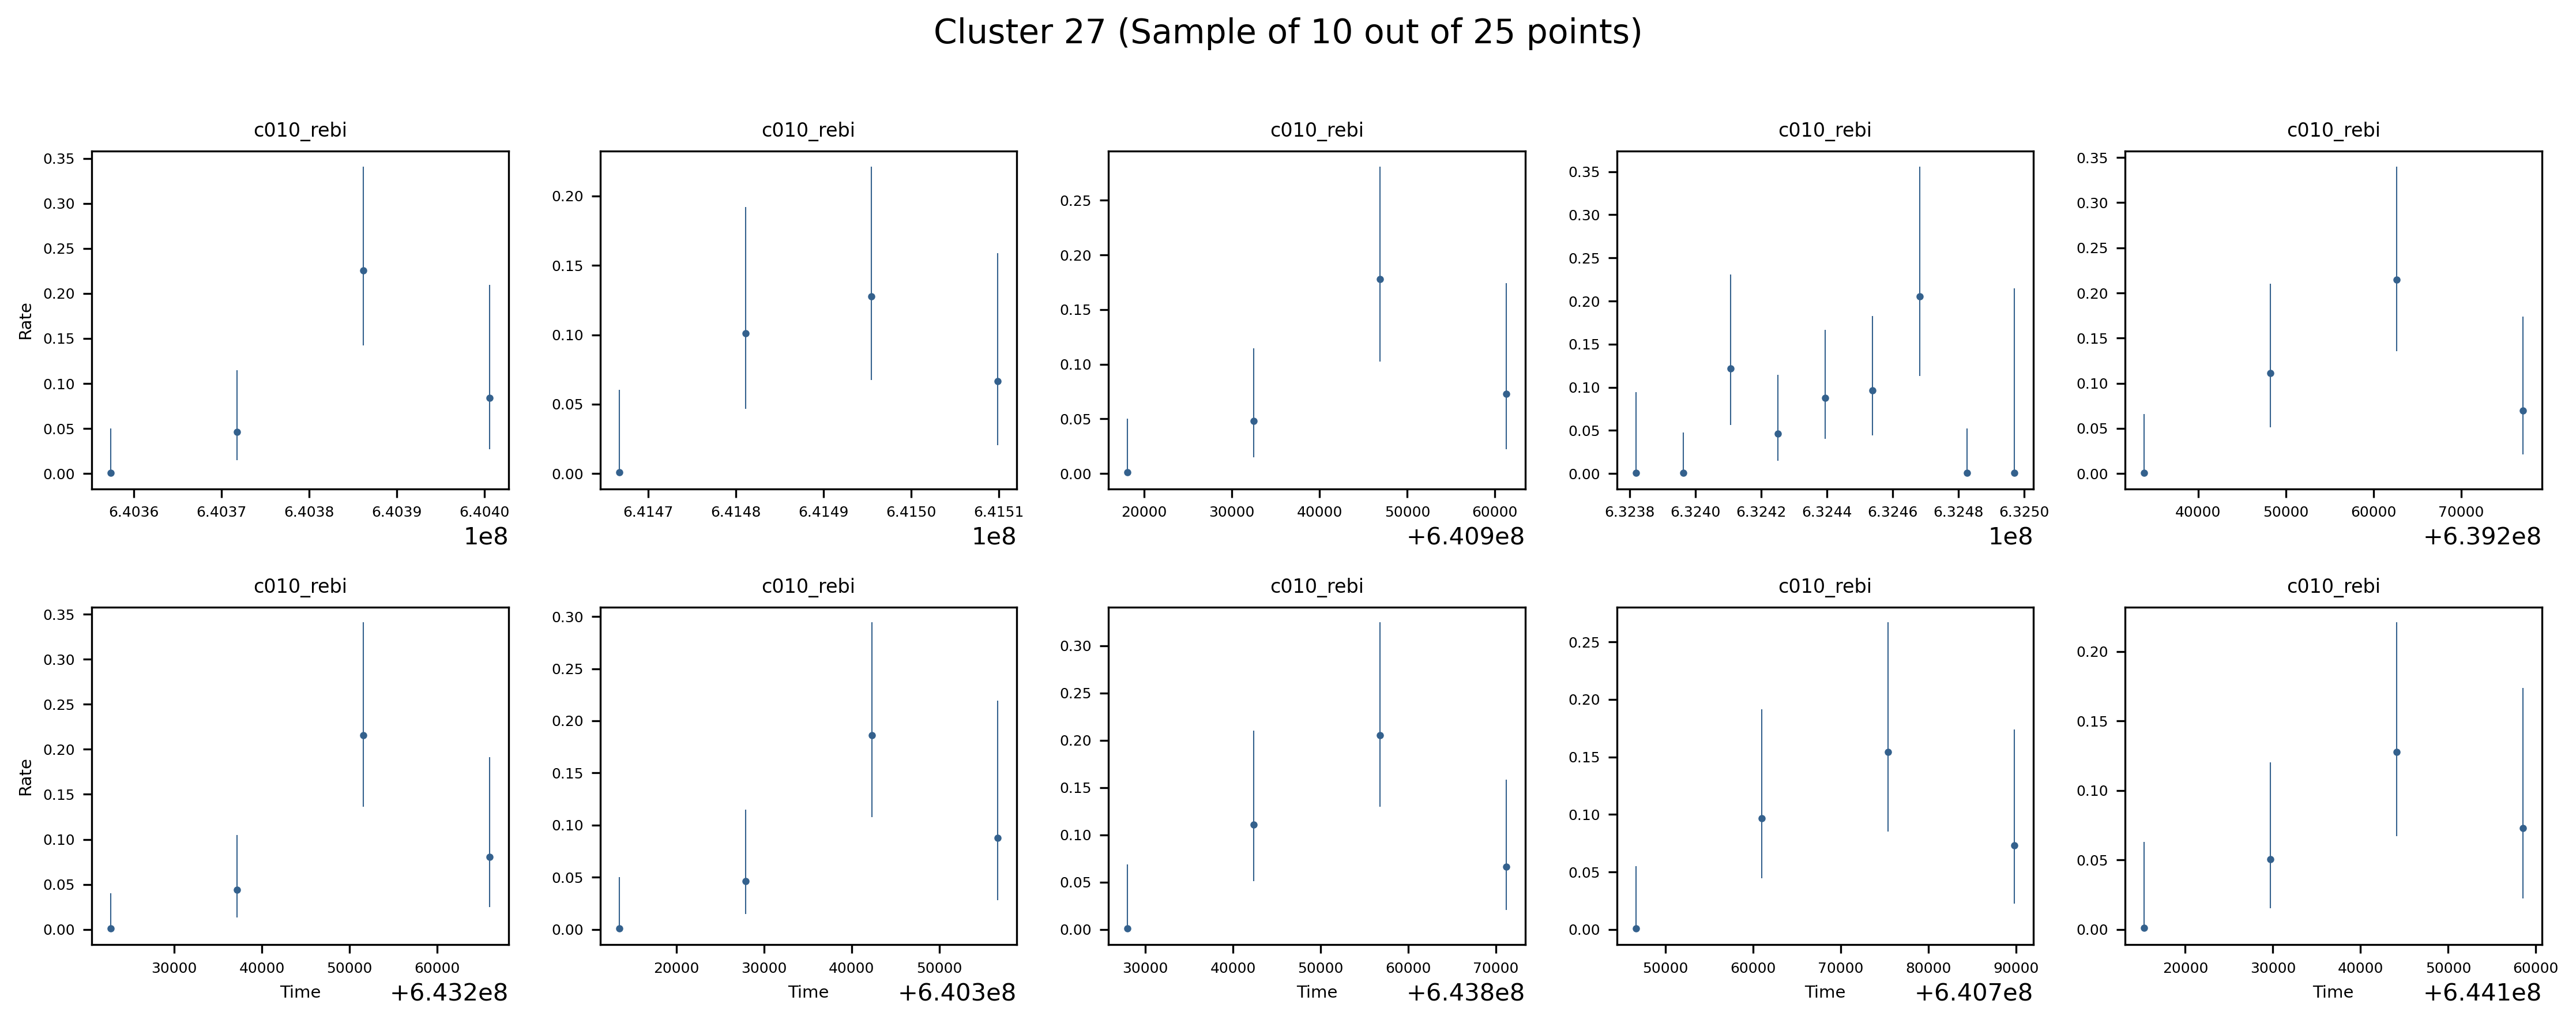 Cluster 27 (Sample of 10 out of 25 points)
c010_rebi c010_rebi c010_rebi c010_rebi c010_rebi
Rate
0.35
0.30
0.25
0.20
0.15
0.10
0.05
0.00
6.4036 6.4037 6.4038 6.4039 6.4040
1e8
0.20
0.15
0.10
0.05
0.00
6.4147 6.4148 6.4149 6.4150 6.4151
1e8
0.25
0.20
0.15
0.10
0.05
0.00
20000 30000 40000 50000 60000
+6.409e8
0.35
0.30
0.25
0.20
0.15
0.10
0.05
0.00
6.3238 6.3240 6.3242 6.3244 6.3246 6.3248 6.3250
1e8
0.35
0.30
0.25
0.20
0.15
0.10
0.05
0.00
40000 50000 60000 70000
+6.392e8
c010_rebi c010_rebi c010_rebi c010_rebi c010_rebi
Rate
0.35
0.30
0.25
0.20
0.15
0.10
0.05
0.00
30000 40000 50000 60000
Time +6.432e8
0.30
0.25
0.20
0.15
0.10
0.05
0.00
20000 30000 40000 50000
Time +6.403e8
0.30
0.25
0.20
0.15
0.10
0.05
0.00
30000 40000 50000 60000 70000
Time +6.438e8
0.25
0.20
0.15
0.10
0.05
0.00
50000 60000 70000 80000 90000
Time +6.407e8
0.20
0.15
0.10
0.05
0.00
20000 30000 40000 50000 60000
Time +6.441e8